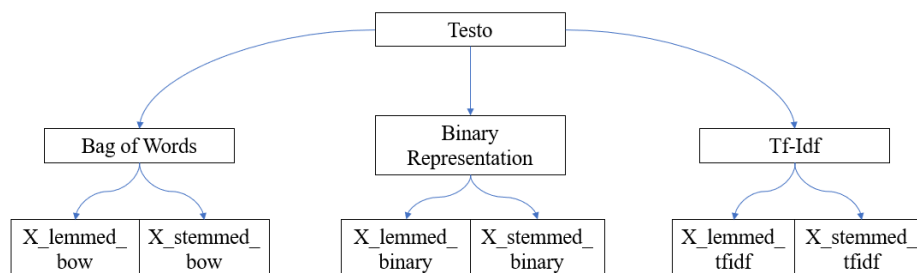 Testo
Bag of Words
Binary
Representation
Tf-Idf
X_lemmed_
bow
X_stemmed_
bow
X_lemmed_
binary
X_stemmed_
binary
X_lemmed_
tfidf
X_stemmed_
tfidf